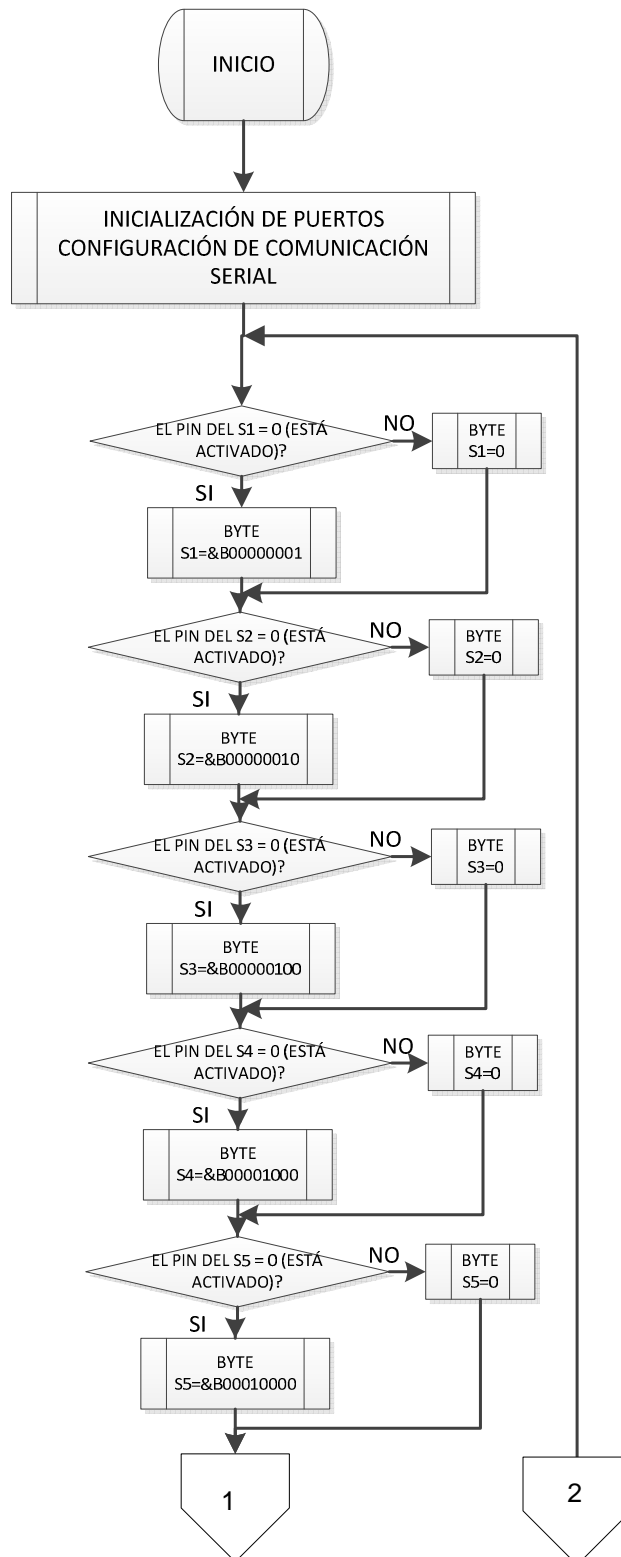 INICIO
INICIALIZACIÓN DE PUERTOS
CONFIGURACIÓN DE COMUNICACIÓN
SERIAL
EL PIN DEL S1 = 0 (ESTÁ
ACTIVADO)?
NO
BYTE
S1=0
SI
BYTE
S1=&B00000001
EL PIN DEL S2 = 0 (ESTÁ
ACTIVADO)?
NO
BYTE
S2=0
SI
BYTE
S2=&B00000010
EL PIN DEL S3 = 0 (ESTÁ
ACTIVADO)?
NO
BYTE
S3=0
SI
BYTE
S3=&B00000100
EL PIN DEL S4 = 0 (ESTÁ
ACTIVADO)?
NO
BYTE
S4=0
SI
BYTE
S4=&B00001000
EL PIN DEL S5 = 0 (ESTÁ
ACTIVADO)?
NO
BYTE
S5=0
SI
BYTE
S5=&B00010000
1
2